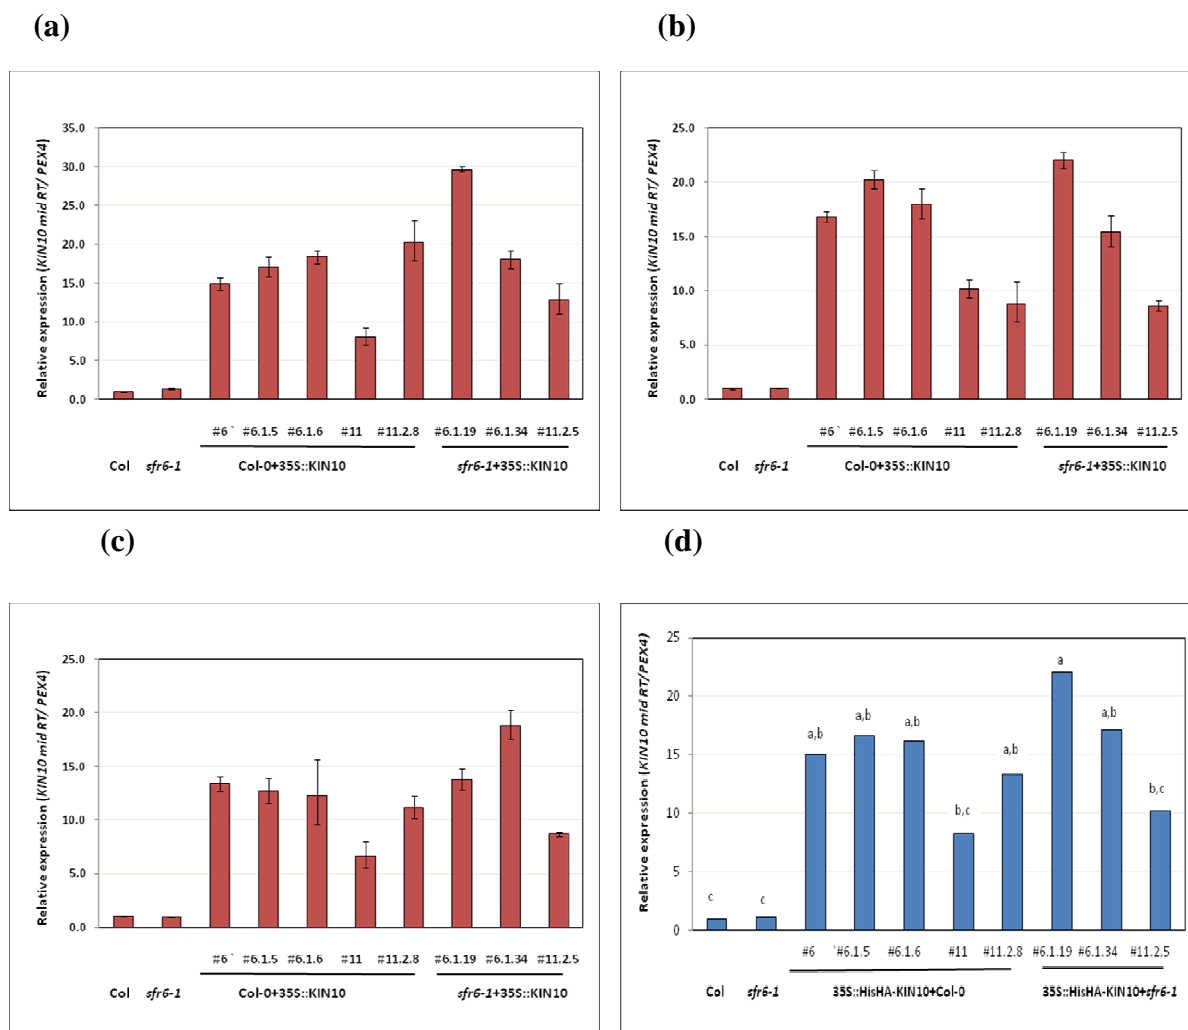 (a)
Relative expression (KIN10 mid RT/ PEX4)
35.0
30.0
25.0
20.0
15.0
10.0
5.0
0.0
#6` #6.1.5 #6.1.6 #11 #11.2.8 #6.1.19 #6.1.34 #11.2.5
Col sfr6-1 Col-0+35S::KIN10 sfr6-1+35S::KIN10
(b)
Relative expression (KIN10 mid RT/ PEX4)
25.0
20.0
15.0
10.0
5.0
0.0
#6` #6.1.5 #6.1.6 #11 #11.2.8 #6.1.19 #6.1.34 #11.2.5
Col sfr6-1 Col-0+35S::KIN10 sfr6-1+35S::KIN10
(c)
Relative expression (KIN10 mid RT/ PEX4)
25.0
20.0
15.0
10.0
5.0
0.0
#6` #6.1.5 #6.1.6 #11 #11.2.8 #6.1.19 #6.1.34 #11.2.5
Col sfr6-1 Col-0+35S::KIN10 sfr6-1+35S::KIN10
(d)
Relative expression (KIN10 mid RT/PEX4)
25
20
15
10
5
0
c c a,b a,b a,b b,c a,b a a,b b,c
#6 `#6.1.5 #6.1.6 #11 #11.2.8 #6.1.19 #6.1.34 #11.2.5
Col sfr6-1 35S::HisHA-KIN10+Col-0 35S::HisHA-KIN10+sfr6-1